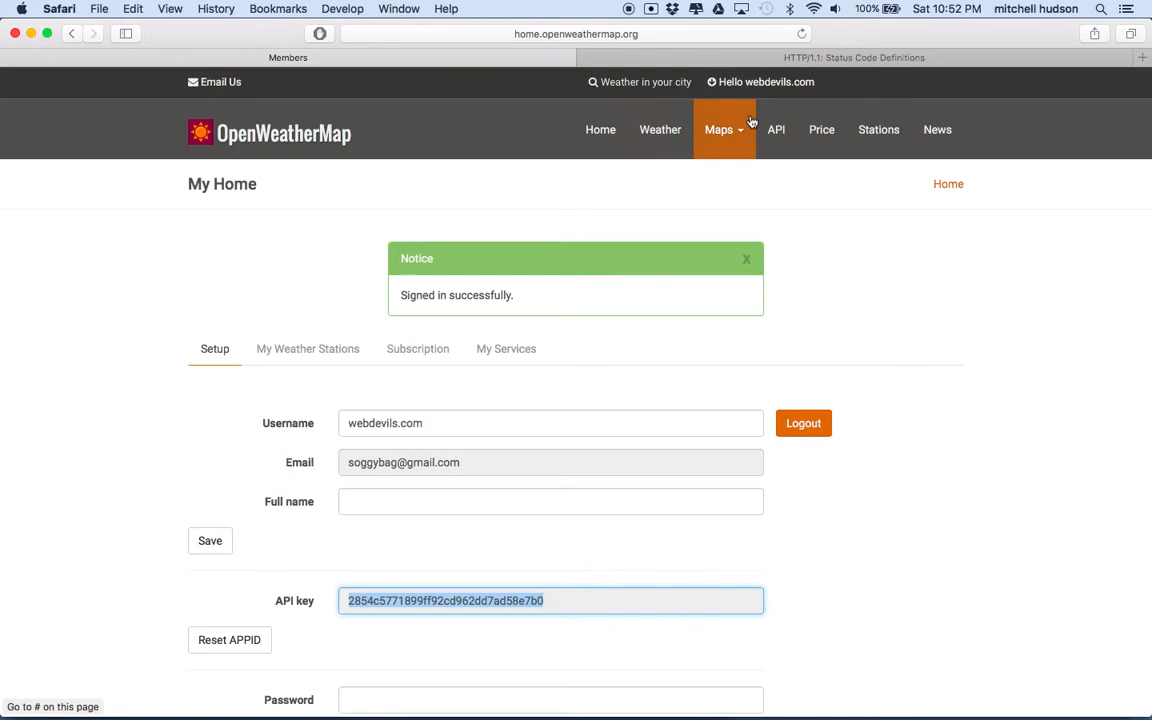 Safari File Edit View History Bookmarks Develop Window Help 100% Sat 10:52 PM mitchell hudson
home.openweathermap.org
Members HTTP/1.1: Status Code Definitions
Email Us Weather in your city Hello webdevils.com
OpenWeatherMap Home Weather Maps API Price Stations News
My Home Home
Notice X
Signed in successfully.
Setup My Weather Stations Subscription My Services
Username webdevils.com Logout
Email soggybag@gmail.com
Full name
Save
API key 2854c5771899ff92cd962dd7ad58e7b0
Reset APPID
Password
Go to # on this page